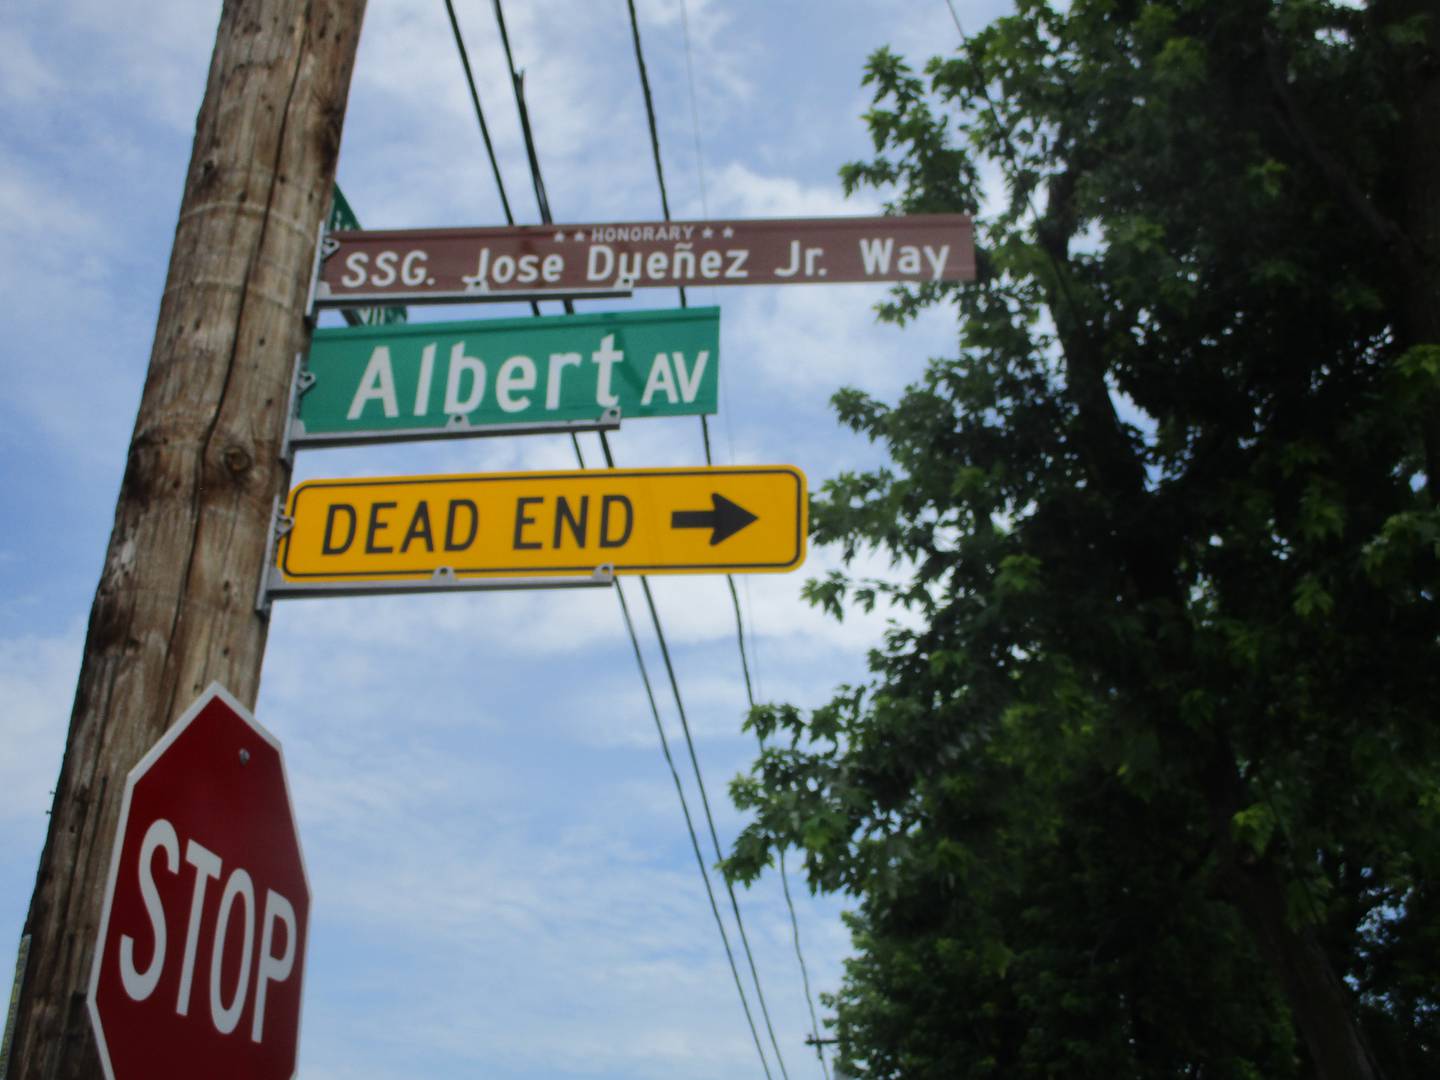 ★ ★ HONORARY ★ ★
SSG. Jose Dueñez Jr. Way
Albert AV
DEAD END →
STOP